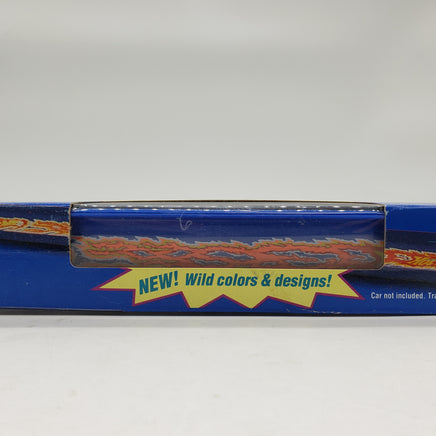 NEW! Wild colors & designs!
Car not included.